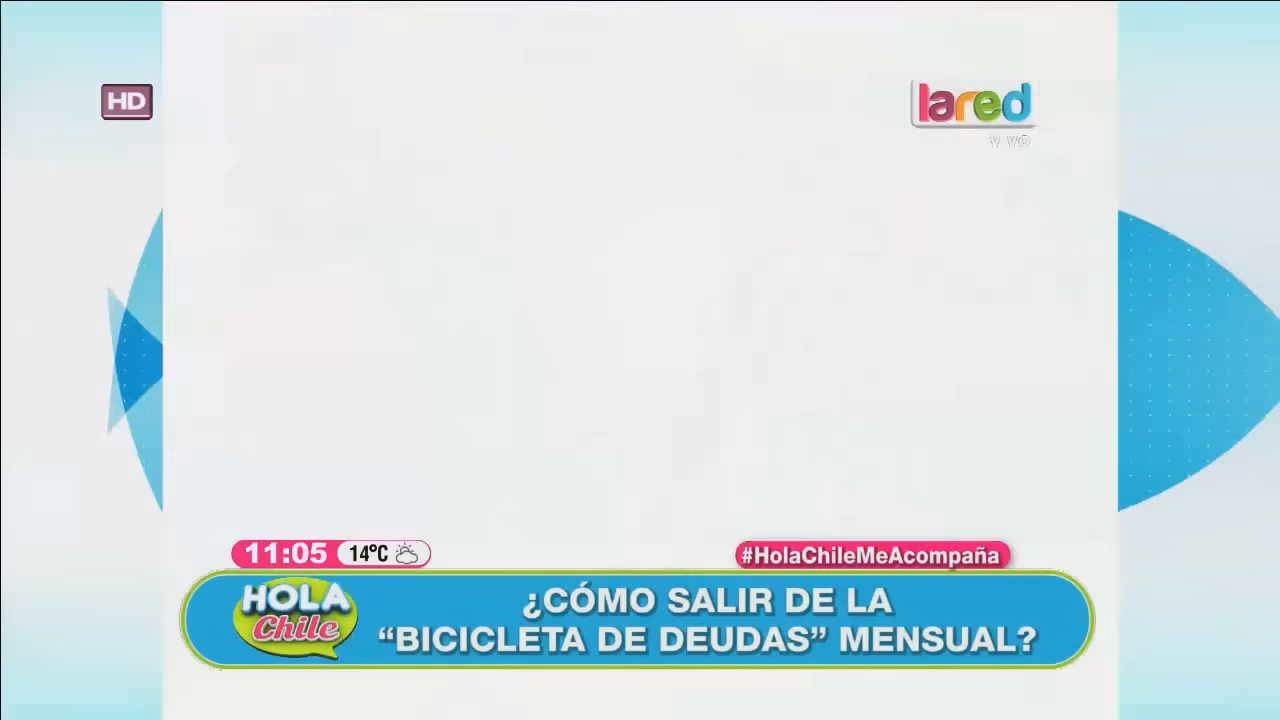 HD
lared
11:05 14°C
#HolaChileMeAcompaña
HOLA
Chile
¿CÓMO SALIR DE LA
“BICICLETA DE DEUDAS” MENSUAL?